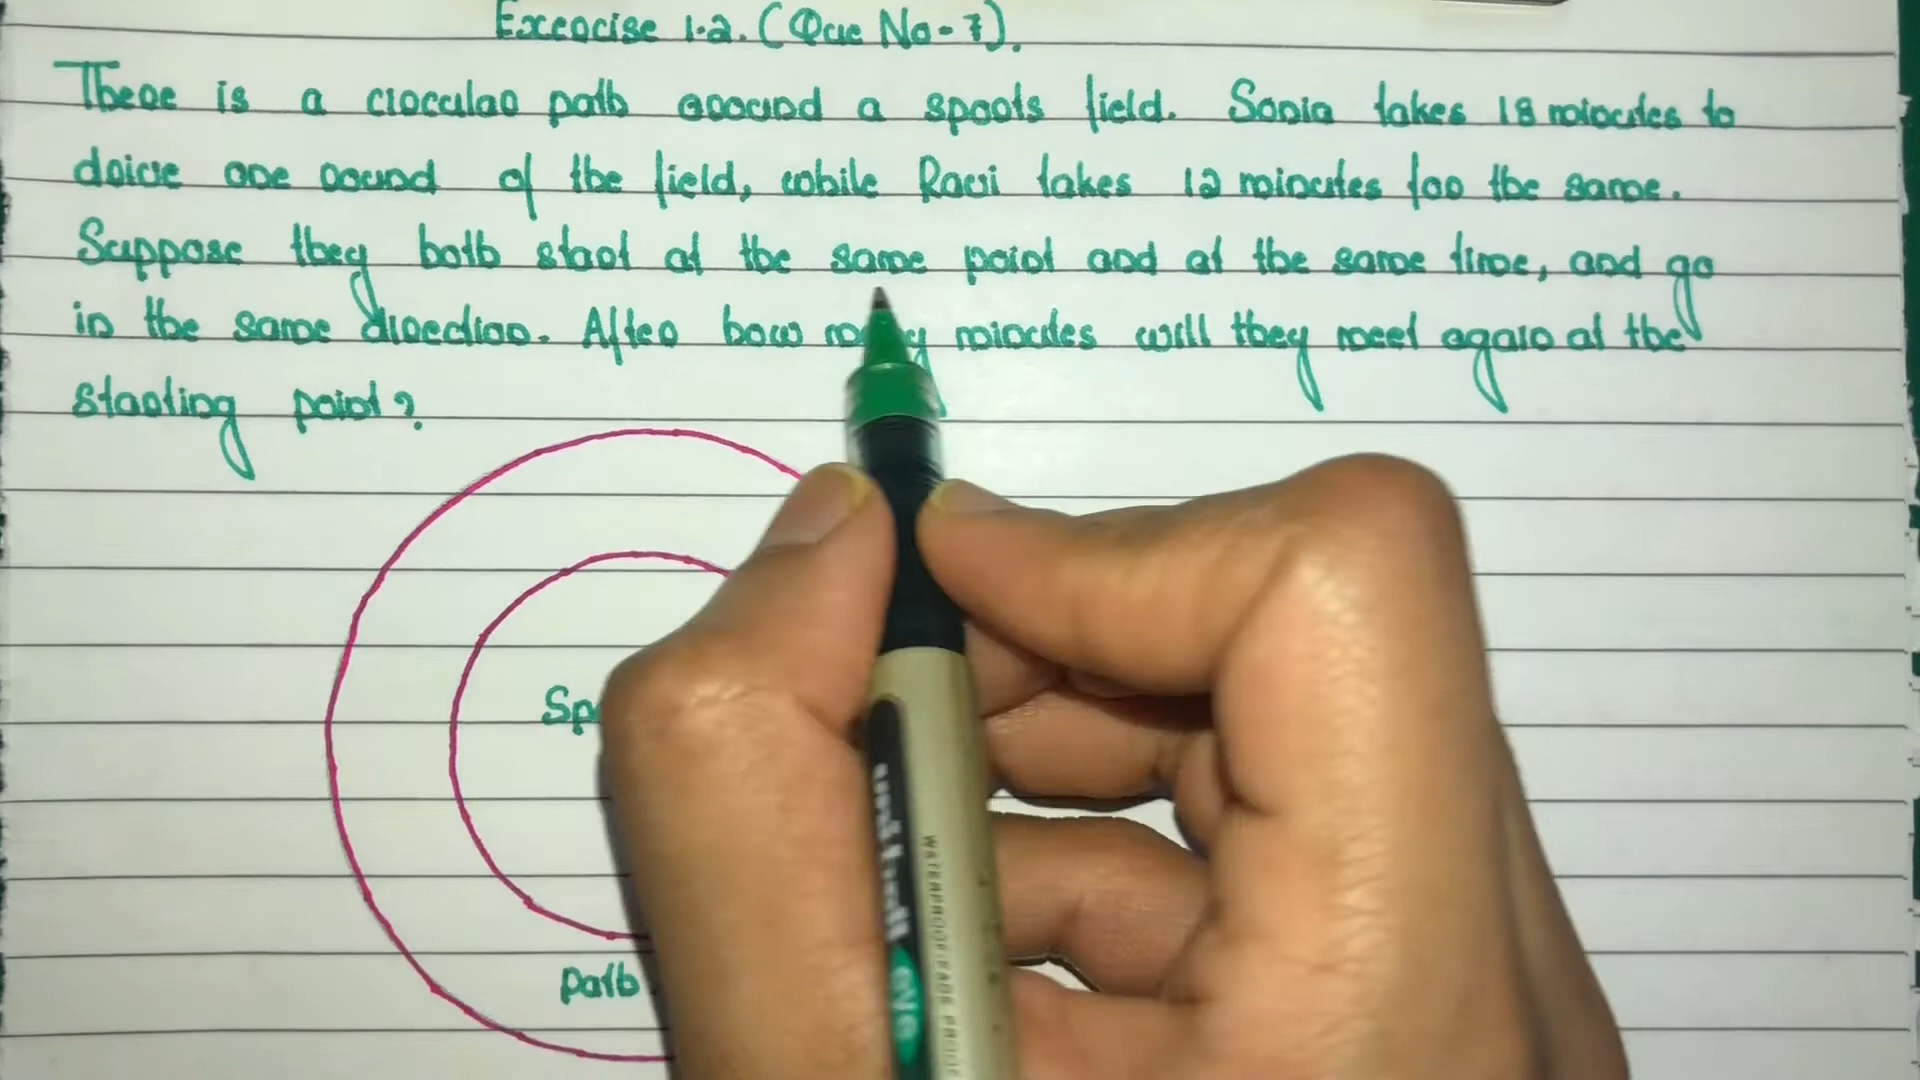 Exercise 1.2. (Que No-7).
There is a circular path around a sports field. Sonia takes 18 minutes to
drive one round of the field, while Ravi takes 12 minutes for the same.
Suppose they both start at the same point and at the same time, and go
in the same direction. After how many minutes will they meet again at the
starting point?
Path
eye